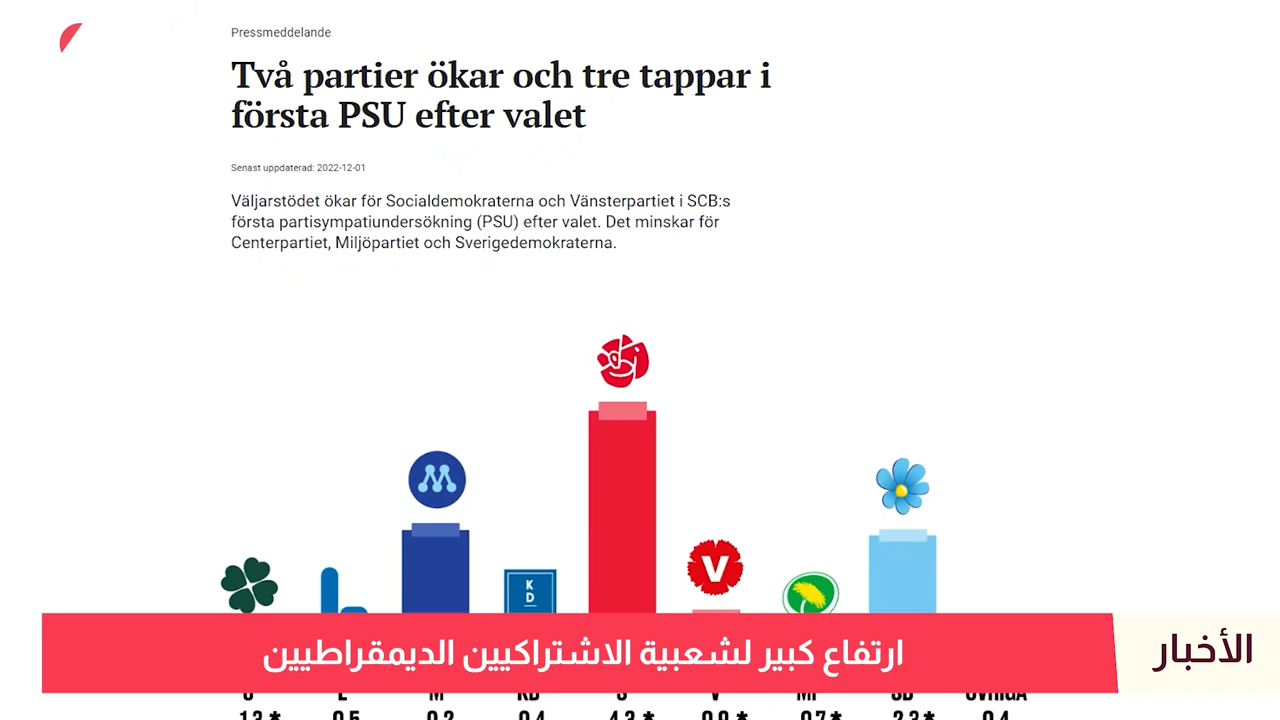 Pressmeddelande
Två partier ökar och tre tappar i
första PSU efter valet
Senast uppdaterad: 2022-12-01
Väljarstödet ökar för Socialdemokraterna och Vänsterpartiet i SCB:s
första partisympatiundersökning (PSU) efter valet. Det minskar för
Centerpartiet, Miljöpartiet och Sverigedemokraterna.
K
D
V
ارتفاع كبير لشعبية الاشتراكيين الديمقراطيين
الأخبار